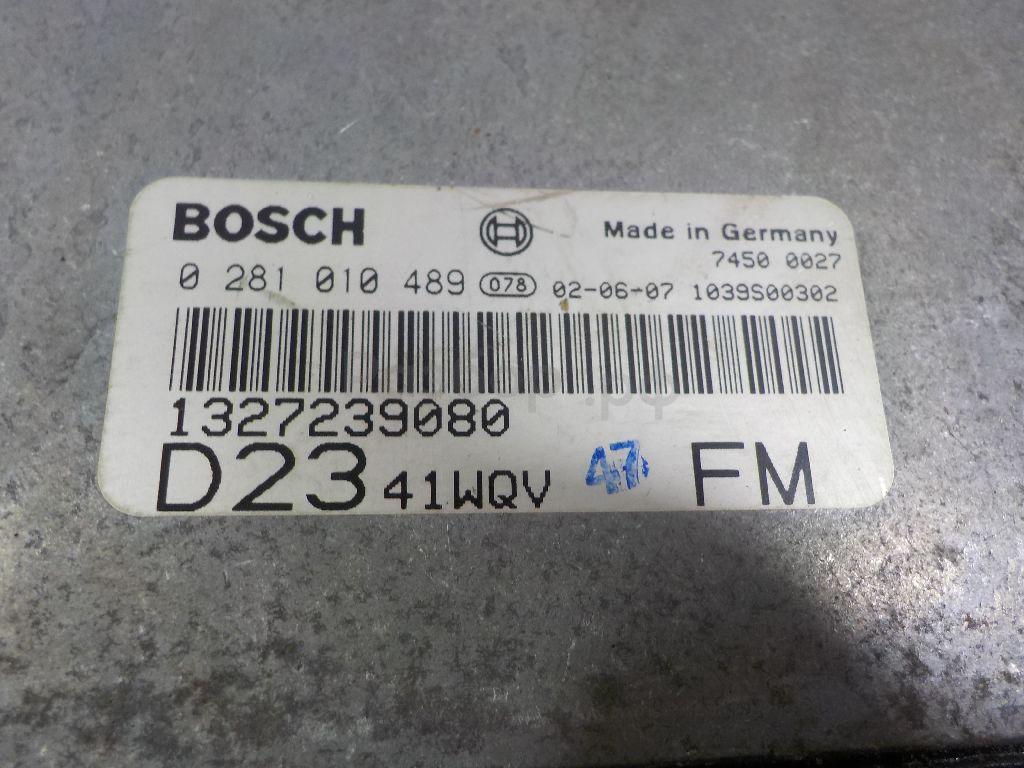 BOSCH
Made in Germany
7450 0027
0 281 010 489 078 02-06-07 1039S00302
1327239080
D23 41WQV 47 FM